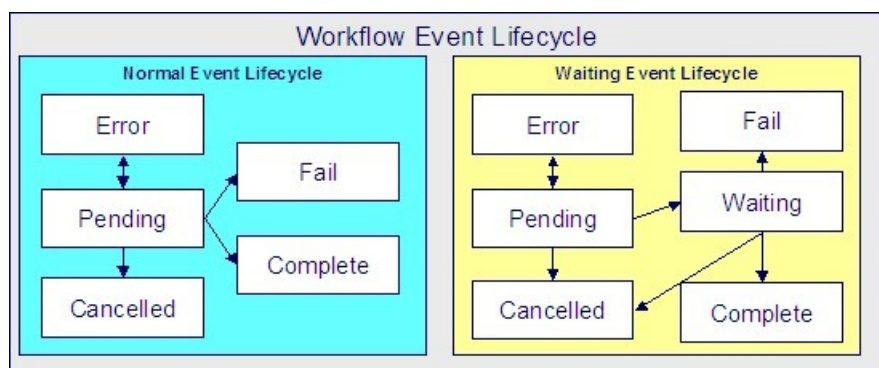 Workflow Event Lifecycle
Normal Event Lifecycle
Error
Fail
Pending
Complete
Cancelled
Waiting Event Lifecycle
Error
Fail
Pending
Waiting
Cancelled
Complete